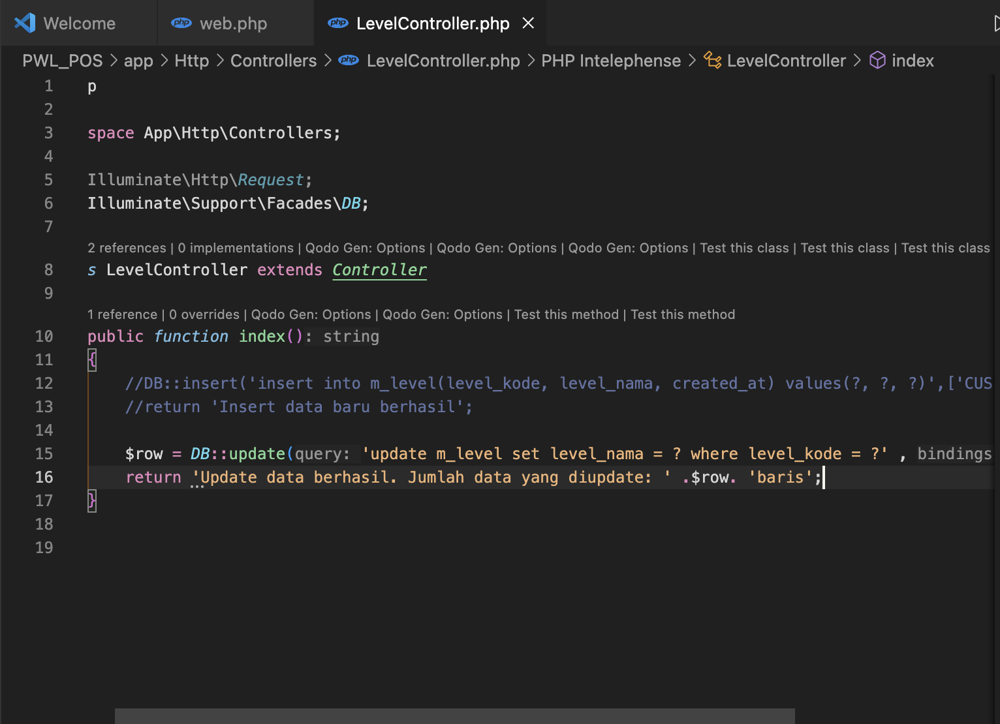 Welcome
php web.php
php LevelController.php
PWL_POS > app > Http > Controllers > php LevelController.php > PHP Intelephense > LevelController > index
1 p
2
3 space App\Http\Controllers;
4
5 Illuminate\Http\Request;
6 Illuminate\Support\Facades\DB;
7
2 references | 0 implementations | Qodo Gen: Options | Qodo Gen: Options | Qodo Gen: Options | Test this class | Test this class | Test this class
8 s LevelController extends Controller
9
1 reference | 0 overrides | Qodo Gen: Options | Qodo Gen: Options | Test this method | Test this method
10 public function index(): string
11 {
12 //DB::insert('insert into m_level(level_kode, level_nama, created_at) values(?, ?, ?)',['CUS
13 //return 'Insert data baru berhasil';
14
15 $row = DB::update(query: 'update m_level set level_nama = ? where level_kode = ?' , bindings
16 return 'Update data berhasil. Jumlah data yang diupdate: ' .$row. 'baris';
17 }
18
19